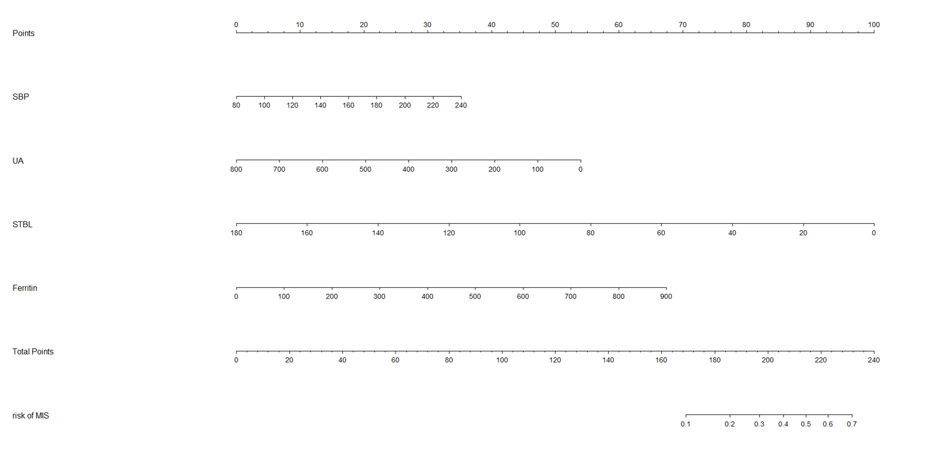 0 10 20 30 40 50 60 70 80 90 100
Points
SBP
80 100 120 140 160 180 200 220 240
UA
800 700 600 500 400 300 200 100 0
STBL
180 160 140 120 100 80 60 40 20 0
Ferritin
0 100 200 300 400 500 600 700 800 900
Total Points
0 20 40 60 80 100 120 140 160 180 200 220 240
risk of MIS
0.1 0.2 0.3 0.4 0.5 0.6 0.7